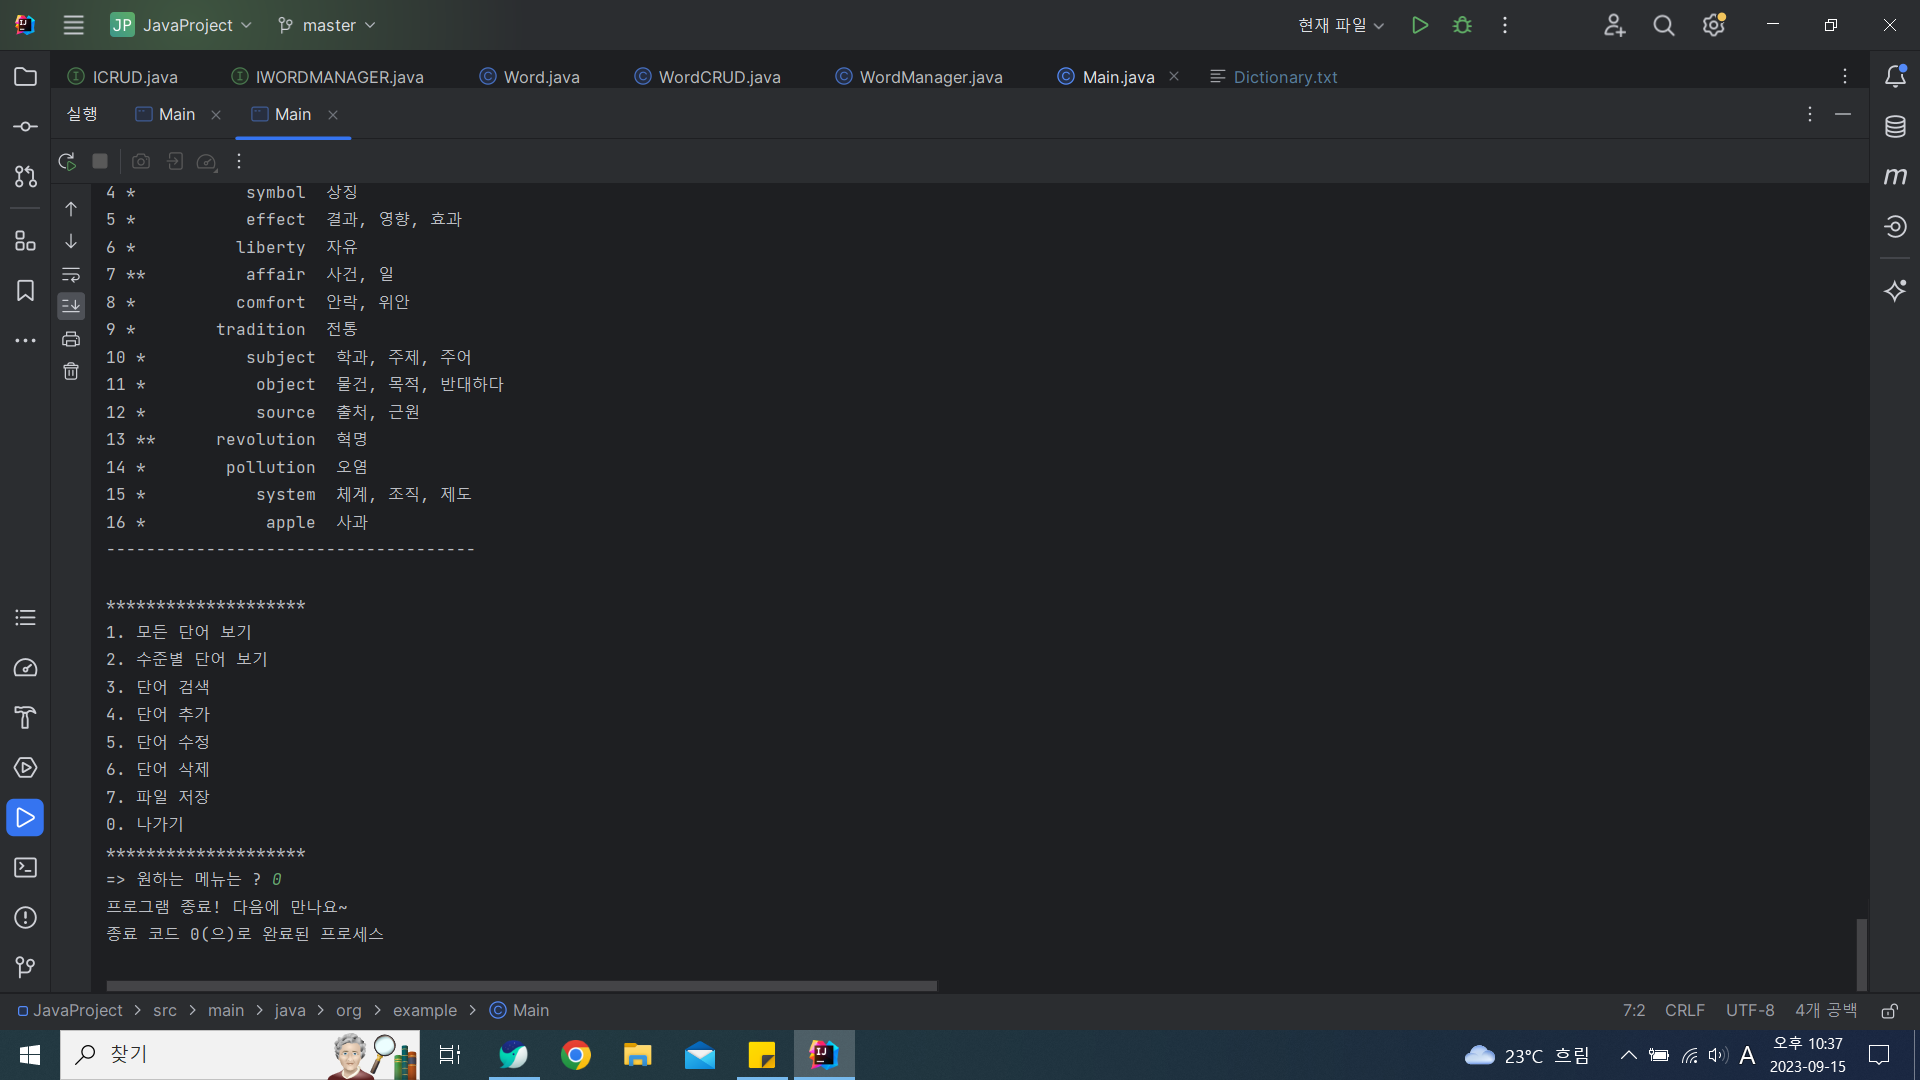 JP JavaProject master 현재 파일
ICRUD.java IWORDMANAGER.java Word.java WordCRUD.java WordManager.java Main.java Dictionary.txt
실행 Main Main
4 * symbol 상징
5 * effect 결과, 영향, 효과
6 * liberty 자유
7 ** affair 사건, 일
8 * comfort 안락, 위안
9 * tradition 전통
10 * subject 학과, 주제, 주어
11 * object 물건, 목적, 반대하다
12 * source 출처, 근원
13 ** revolution 혁명
14 * pollution 오염
15 * system 체계, 조직, 제도
16 * apple 사과
-------------------------------------
********************
1. 모든 단어 보기
2. 수준별 단어 보기
3. 단어 검색
4. 단어 추가
5. 단어 수정
6. 단어 삭제
7. 파일 저장
0. 나가기
********************
=> 원하는 메뉴는 ? 0
프로그램 종료! 다음에 만나요~
종료 코드 0(으)로 완료된 프로세스
JavaProject > src > main > java > org > example > Main 7:2 CRLF UTF-8 4개 공백
찾기 23°C 흐림 A 오후 10:37
2023-09-15